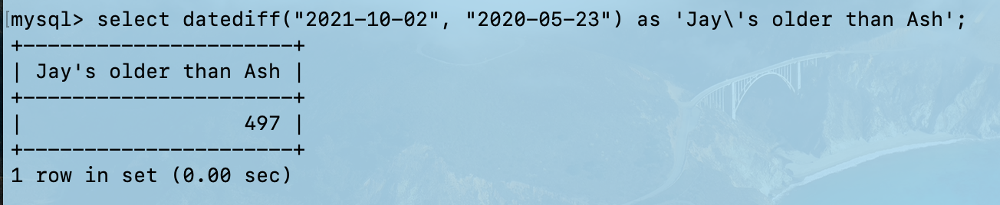 [mysql> select datediff("2021-10-02", "2020-05-23") as 'Jay\'s older than Ash';
+----------------------+
| Jay's older than Ash |
+----------------------+
|                  497 |
+----------------------+
1 row in set (0.00 sec)